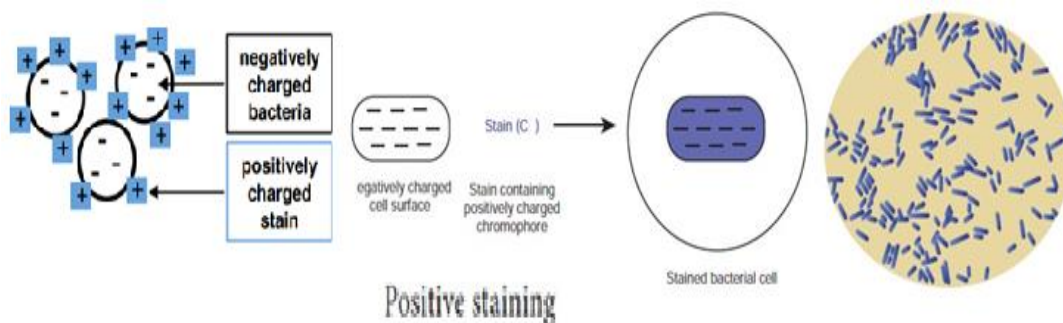 negatively
charged
bacteria
positively
charged
stain
egatively charged
cell surface
Stain (C )
Stain containing
positively charged
chromophore
Stained bacterial cell
Positive staining